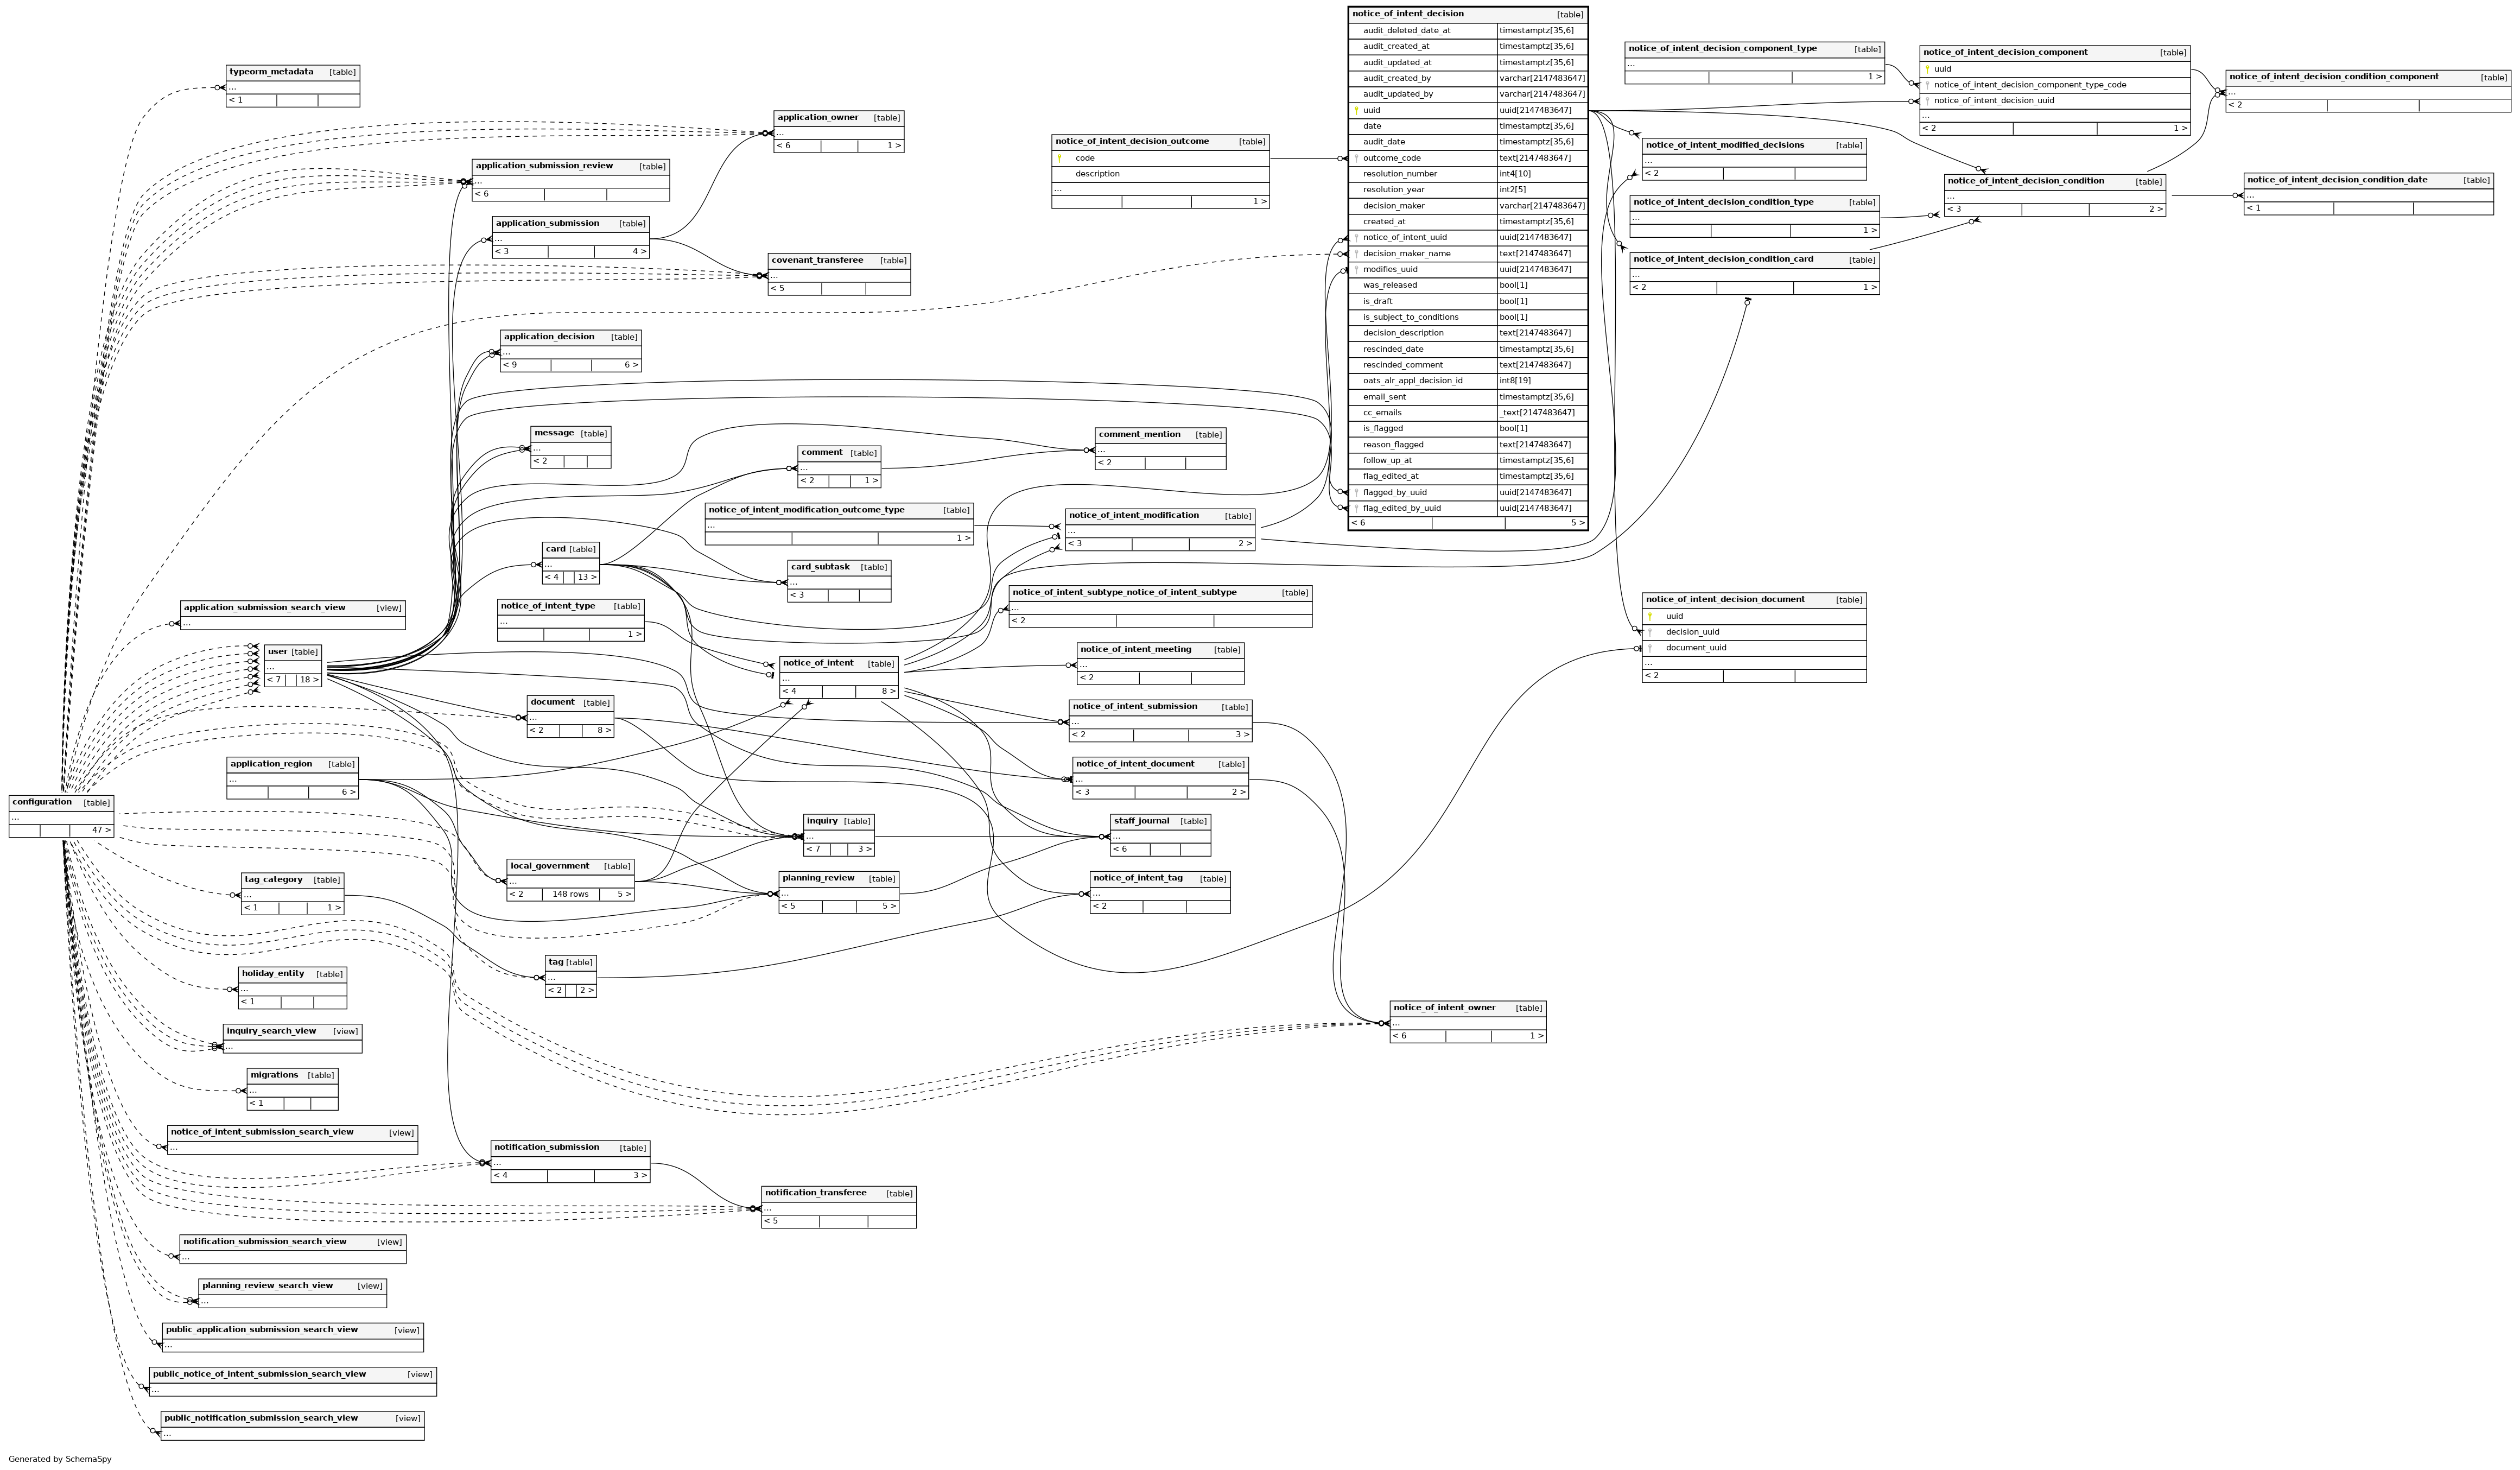 notice_of_intent_decision [table]
audit_deleted_date_at timestamptz[35,6]
audit_created_at timestamptz[35,6]
audit_updated_at timestamptz[35,6]
audit_created_by varchar[2147483647]
audit_updated_by varchar[2147483647]
uuid uuid[2147483647]
date timestamptz[35,6]
audit_date timestamptz[35,6]
outcome_code text[2147483647]
resolution_number int4[10]
resolution_year int2[5]
decision_maker varchar[2147483647]
created_at timestamptz[35,6]
notice_of_intent_uuid uuid[2147483647]
decision_maker_name text[2147483647]
modifies_uuid uuid[2147483647]
was_released bool[1]
is_draft bool[1]
is_subject_to_conditions bool[1]
decision_description text[2147483647]
rescinded_date timestamptz[35,6]
rescinded_comment text[2147483647]
oats_alr_appl_decision_id int8[19]
email_sent timestamptz[35,6]
cc_emails _text[2147483647]
is_flagged bool[1]
reason_flagged text[2147483647]
follow_up_at timestamptz[35,6]
flag_edited_at timestamptz[35,6]
flagged_by_uuid uuid[2147483647]
flag_edited_by_uuid uuid[2147483647]
< 6 5 >
notice_of_intent_decision_component_type [table]
...
1 >
notice_of_intent_decision_component [table]
uuid
notice_of_intent_decision_component_type_code
notice_of_intent_decision_uuid
...
< 2 1 >
notice_of_intent_decision_condition_component [table]
...
< 2
notice_of_intent_modified_decisions [table]
...
< 2
notice_of_intent_decision_condition [table]
...
< 3 2 >
notice_of_intent_decision_condition_date [table]
...
< 1
notice_of_intent_decision_condition_type [table]
...
1 >
notice_of_intent_decision_condition_card [table]
...
< 2 1 >
notice_of_intent_decision_outcome [table]
code
description
...
1 >
typeorm_metadata [table]
...
< 1
application_owner [table]
...
< 6 1 >
application_submission_review [table]
...
< 6
application_submission [table]
...
< 3 4 >
covenant_transferee [table]
...
< 5
application_decision [table]
...
< 9 6 >
message [table]
...
< 2
comment [table]
...
< 2 1 >
comment_mention [table]
...
< 2
notice_of_intent_modification_outcome_type [table]
...
1 >
notice_of_intent_modification [table]
...
< 3 2 >
card [table]
...
< 4 13 >
card_subtask [table]
...
< 3
notice_of_intent_type [table]
...
1 >
notice_of_intent_subtype_notice_of_intent_subtype [table]
...
< 2
notice_of_intent_decision_document [table]
uuid
decision_uuid
document_uuid
...
< 2
application_submission_search_view [view]
...
user [table]
...
< 7 18 >
notice_of_intent [table]
...
< 4 8 >
notice_of_intent_meeting [table]
...
< 2
document [table]
...
< 2 8 >
notice_of_intent_submission [table]
...
< 2 3 >
application_region [table]
...
6 >
notice_of_intent_document [table]
...
< 3 2 >
configuration [table]
...
47 >
inquiry [table]
...
< 7 3 >
staff_journal [table]
...
< 6
local_government [table]
...
< 2 148 rows 5 >
planning_review [table]
...
< 5 5 >
notice_of_intent_tag [table]
...
< 2
tag_category [table]
...
< 1 1 >
tag [table]
...
< 2 2 >
holiday_entity [table]
...
< 1
notice_of_intent_owner [table]
...
< 6 1 >
inquiry_search_view [view]
...
migrations [table]
...
< 1
notice_of_intent_submission_search_view [view]
...
notification_submission [table]
...
< 4 3 >
notification_transferee [table]
...
< 5
notification_submission_search_view [view]
...
planning_review_search_view [view]
...
public_application_submission_search_view [view]
...
public_notice_of_intent_submission_search_view [view]
...
public_notification_submission_search_view [view]
...
Generated by SchemaSpy